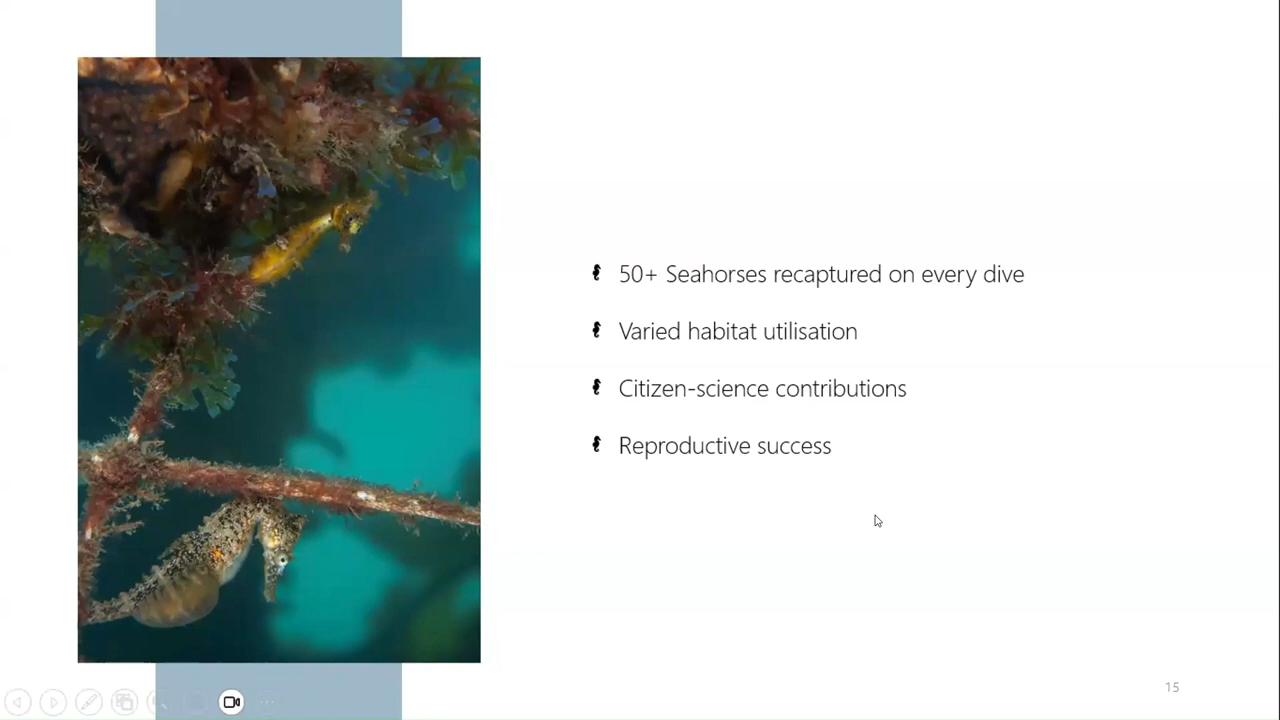 50+ Seahorses recaptured on every dive
Varied habitat utilisation
Citizen-science contributions
Reproductive success
15